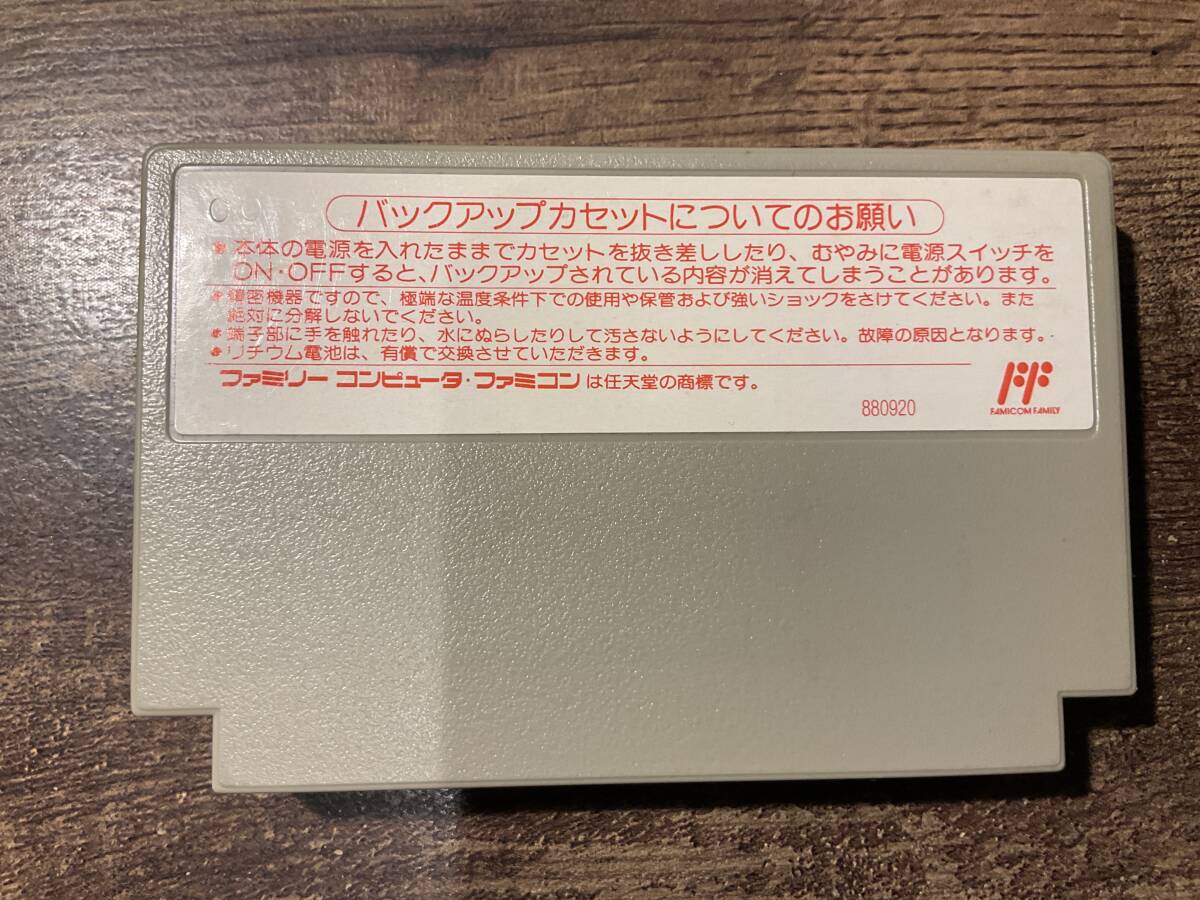 バックアップカセットについてのお願い
●本体の電源を入れたままでカセットを抜き差ししたり、むやみに電源スイッチを
ON・OFFすると、バックアップされている内容が消えてしまうことがあります。
●精密機器ですので、極端な温度条件下での使用や保管および強いショックをさけてください。また
絶対に分解しないでください。
●端子部に手を触れたり、水にぬらしたりして汚さないようにしてください。故障の原因となります。
●リチウム電池は、有償で交換させていただきます。
ファミリーコンピュータ・ファミコンは任天堂の商標です。
880920
FAMICOM FAMILY